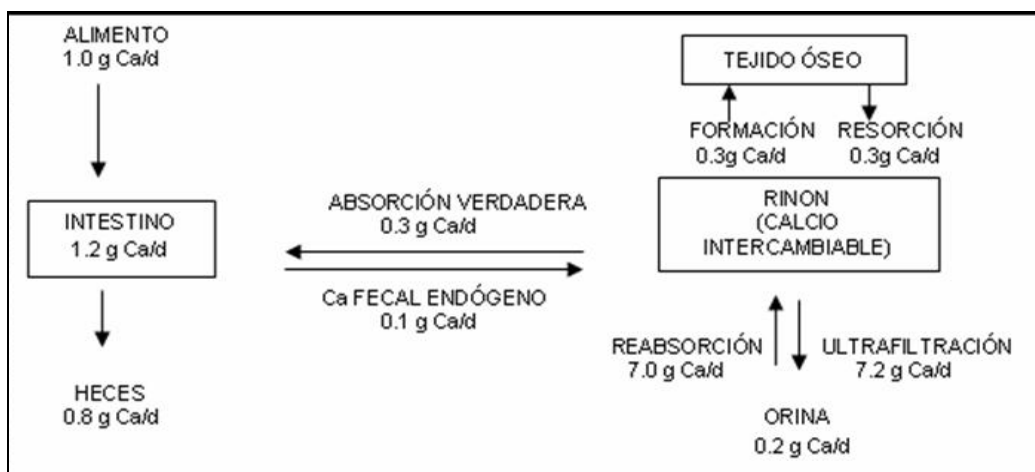 ALIMENTO
1.0 g Ca/d
INTESTINO
1.2 g Ca/d
HECES
0.8 g Ca/d
ABSORCIÓN VERDADERA
0.3 g Ca/d
Ca FECAL ENDÓGENO
0.1 g Ca/d
TEJIDO ÓSEO
FORMACIÓN
0.3g Ca/d
RESORCIÓN
0.3g Ca/d
RINON
(CALCIO
INTERCAMBIABLE)
REABSORCIÓN
7.0 g Ca/d
ULTRAFILTRACIÓN
7.2 g Ca/d
ORINA
0.2 g Ca/d